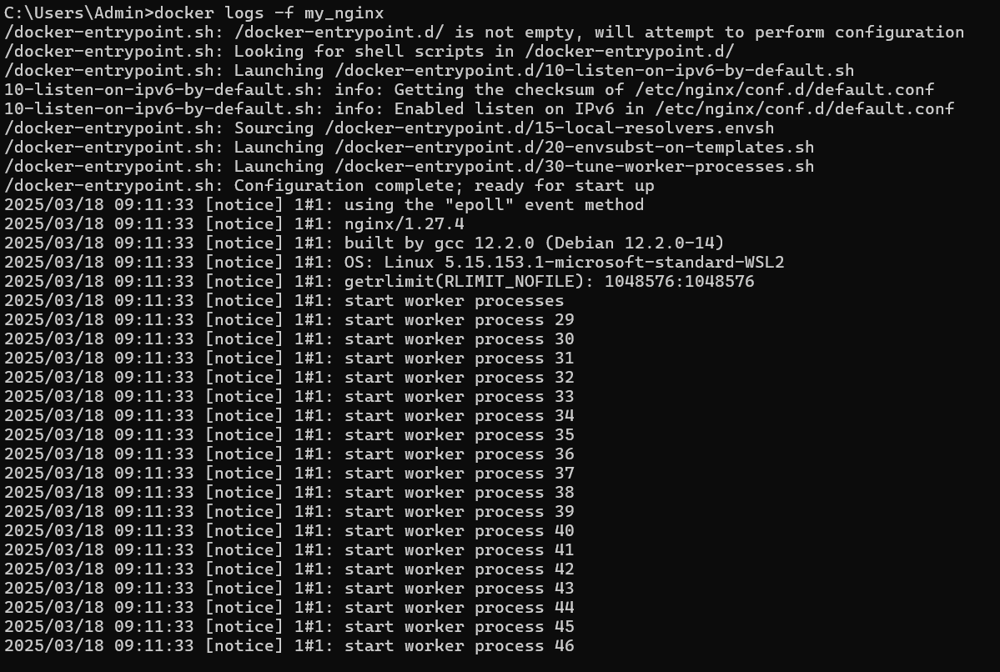 C:\Users\Admin>docker logs -f my_nginx
/docker-entrypoint.sh: /docker-entrypoint.d/ is not empty, will attempt to perform configuration
/docker-entrypoint.sh: Looking for shell scripts in /docker-entrypoint.d/
/docker-entrypoint.sh: Launching /docker-entrypoint.d/10-listen-on-ipv6-by-default.sh
10-listen-on-ipv6-by-default.sh: info: Getting the checksum of /etc/nginx/conf.d/default.conf
10-listen-on-ipv6-by-default.sh: info: Enabled listen on IPv6 in /etc/nginx/conf.d/default.conf
/docker-entrypoint.sh: Sourcing /docker-entrypoint.d/15-local-resolvers.envsh
/docker-entrypoint.sh: Launching /docker-entrypoint.d/20-envsubst-on-templates.sh
/docker-entrypoint.sh: Launching /docker-entrypoint.d/30-tune-worker-processes.sh
/docker-entrypoint.sh: Configuration complete; ready for start up
2025/03/18 09:11:33 [notice] 1#1: using the "epoll" event method
2025/03/18 09:11:33 [notice] 1#1: nginx/1.27.4
2025/03/18 09:11:33 [notice] 1#1: built by gcc 12.2.0 (Debian 12.2.0-14)
2025/03/18 09:11:33 [notice] 1#1: OS: Linux 5.15.153.1-microsoft-standard-WSL2
2025/03/18 09:11:33 [notice] 1#1: getrlimit(RLIMIT_NOFILE): 1048576:1048576
2025/03/18 09:11:33 [notice] 1#1: start worker processes
2025/03/18 09:11:33 [notice] 1#1: start worker process 29
2025/03/18 09:11:33 [notice] 1#1: start worker process 30
2025/03/18 09:11:33 [notice] 1#1: start worker process 31
2025/03/18 09:11:33 [notice] 1#1: start worker process 32
2025/03/18 09:11:33 [notice] 1#1: start worker process 33
2025/03/18 09:11:33 [notice] 1#1: start worker process 34
2025/03/18 09:11:33 [notice] 1#1: start worker process 35
2025/03/18 09:11:33 [notice] 1#1: start worker process 36
2025/03/18 09:11:33 [notice] 1#1: start worker process 37
2025/03/18 09:11:33 [notice] 1#1: start worker process 38
2025/03/18 09:11:33 [notice] 1#1: start worker process 39
2025/03/18 09:11:33 [notice] 1#1: start worker process 40
2025/03/18 09:11:33 [notice] 1#1: start worker process 41
2025/03/18 09:11:33 [notice] 1#1: start worker process 42
2025/03/18 09:11:33 [notice] 1#1: start worker process 43
2025/03/18 09:11:33 [notice] 1#1: start worker process 44
2025/03/18 09:11:33 [notice] 1#1: start worker process 45
2025/03/18 09:11:33 [notice] 1#1: start worker process 46